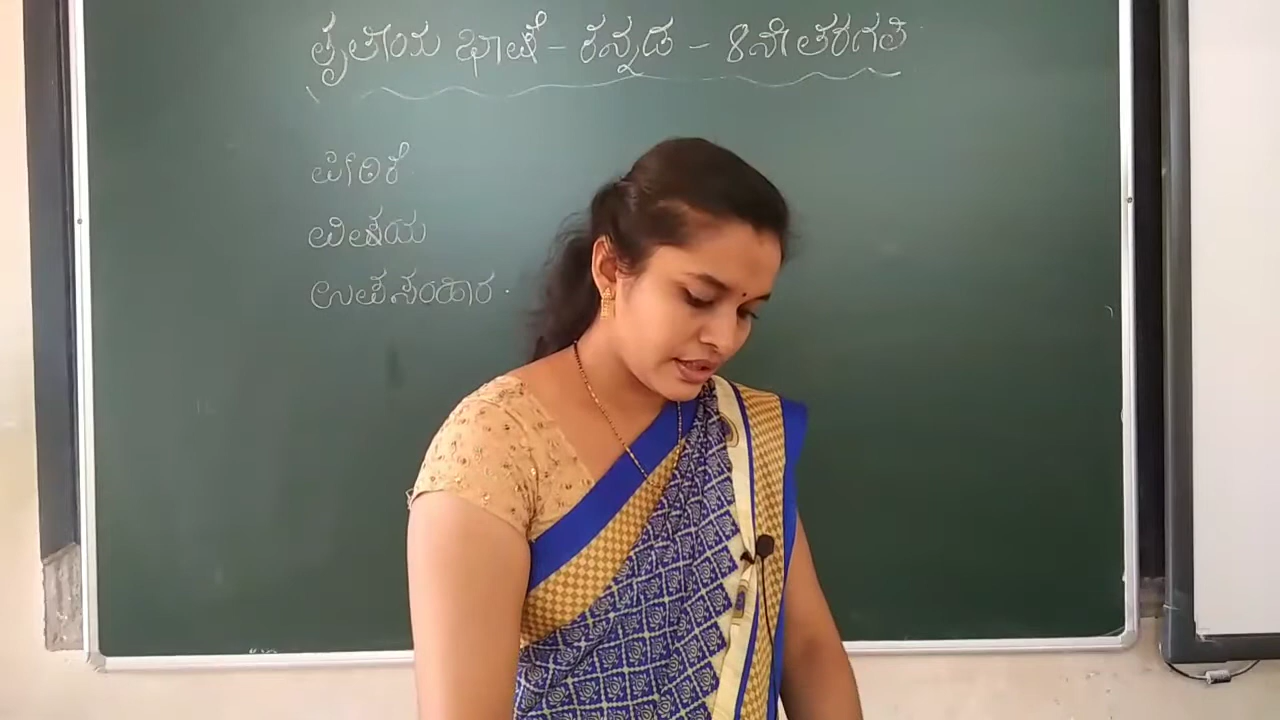 ತೃತೀಯ ಭಾಷೆ - ಕನ್ನಡ - 8ನೇ ತರಗತಿ
ಪೀಠಿಕೆ
ವಿಷಯ
ಉಪಸಂಹಾರ.